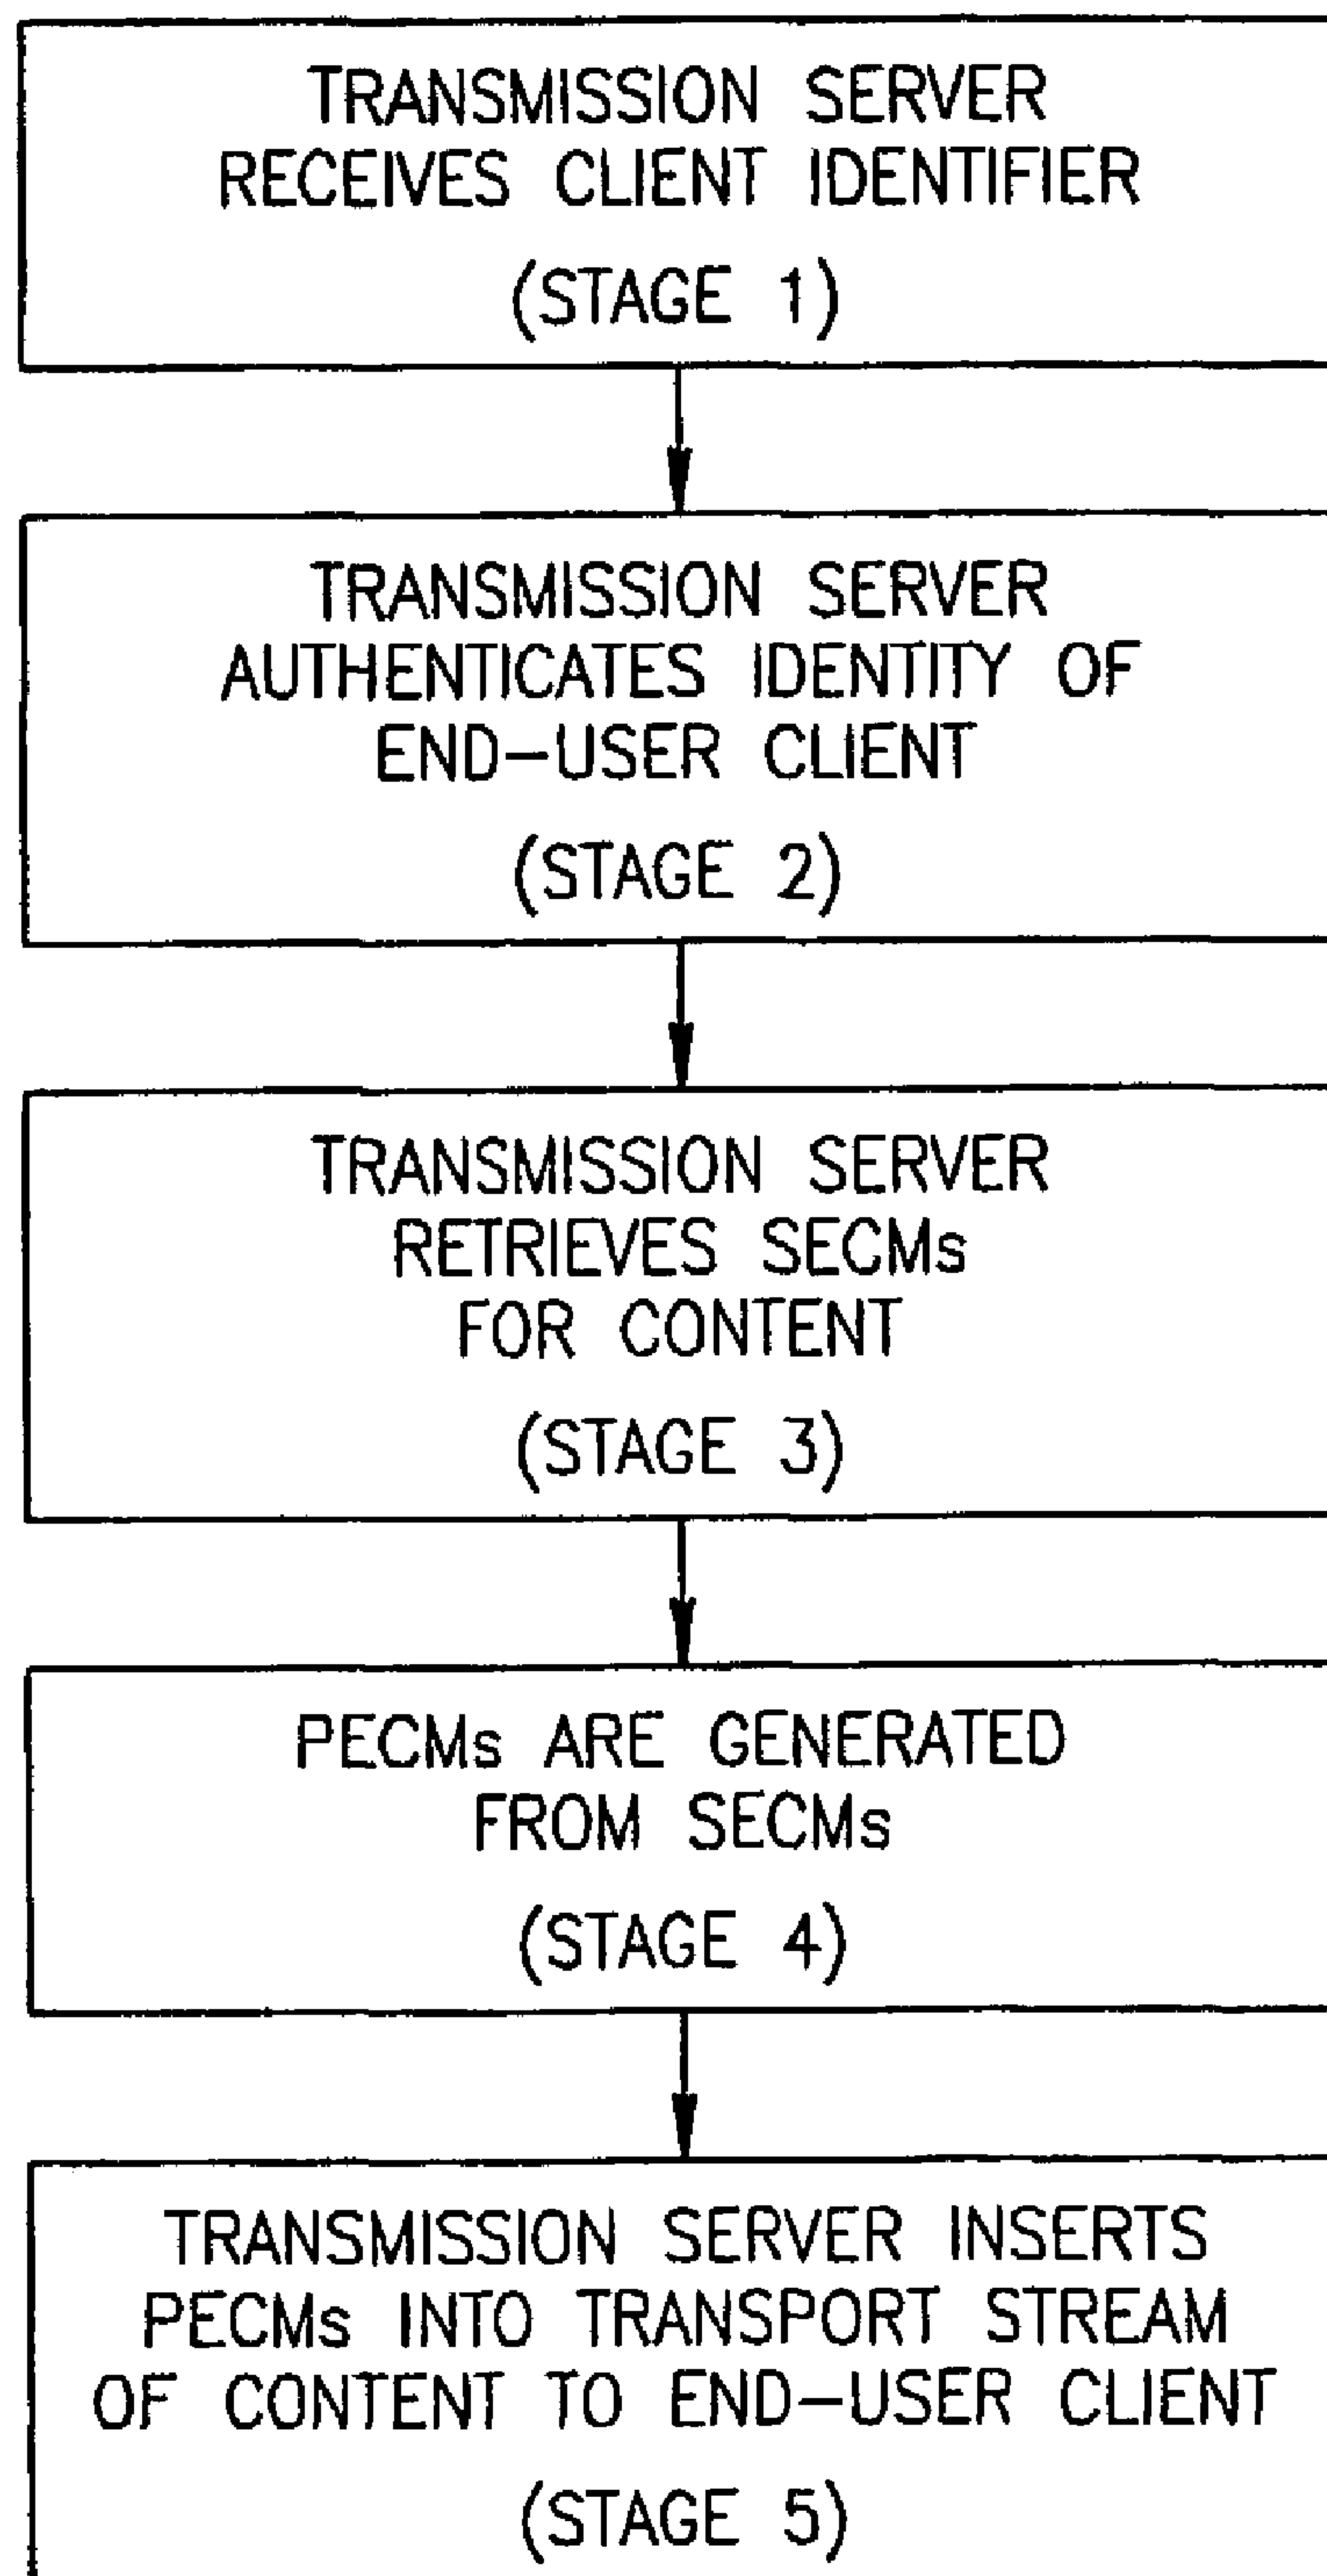 TRANSMISSION SERVER
RECEIVES CLIENT IDENTIFIER
(STAGE 1)
TRANSMISSION SERVER
AUTHENTICATES IDENTITY OF
END-USER CLIENT
(STAGE 2)
TRANSMISSION SERVER
RETRIEVES SECMs
FOR CONTENT
(STAGE 3)
PECMs ARE GENERATED
FROM SECMs
(STAGE 4)
TRANSMISSION SERVER INSERTS
PECMs INTO TRANSPORT STREAM
OF CONTENT TO END-USER CLIENT
(STAGE 5)